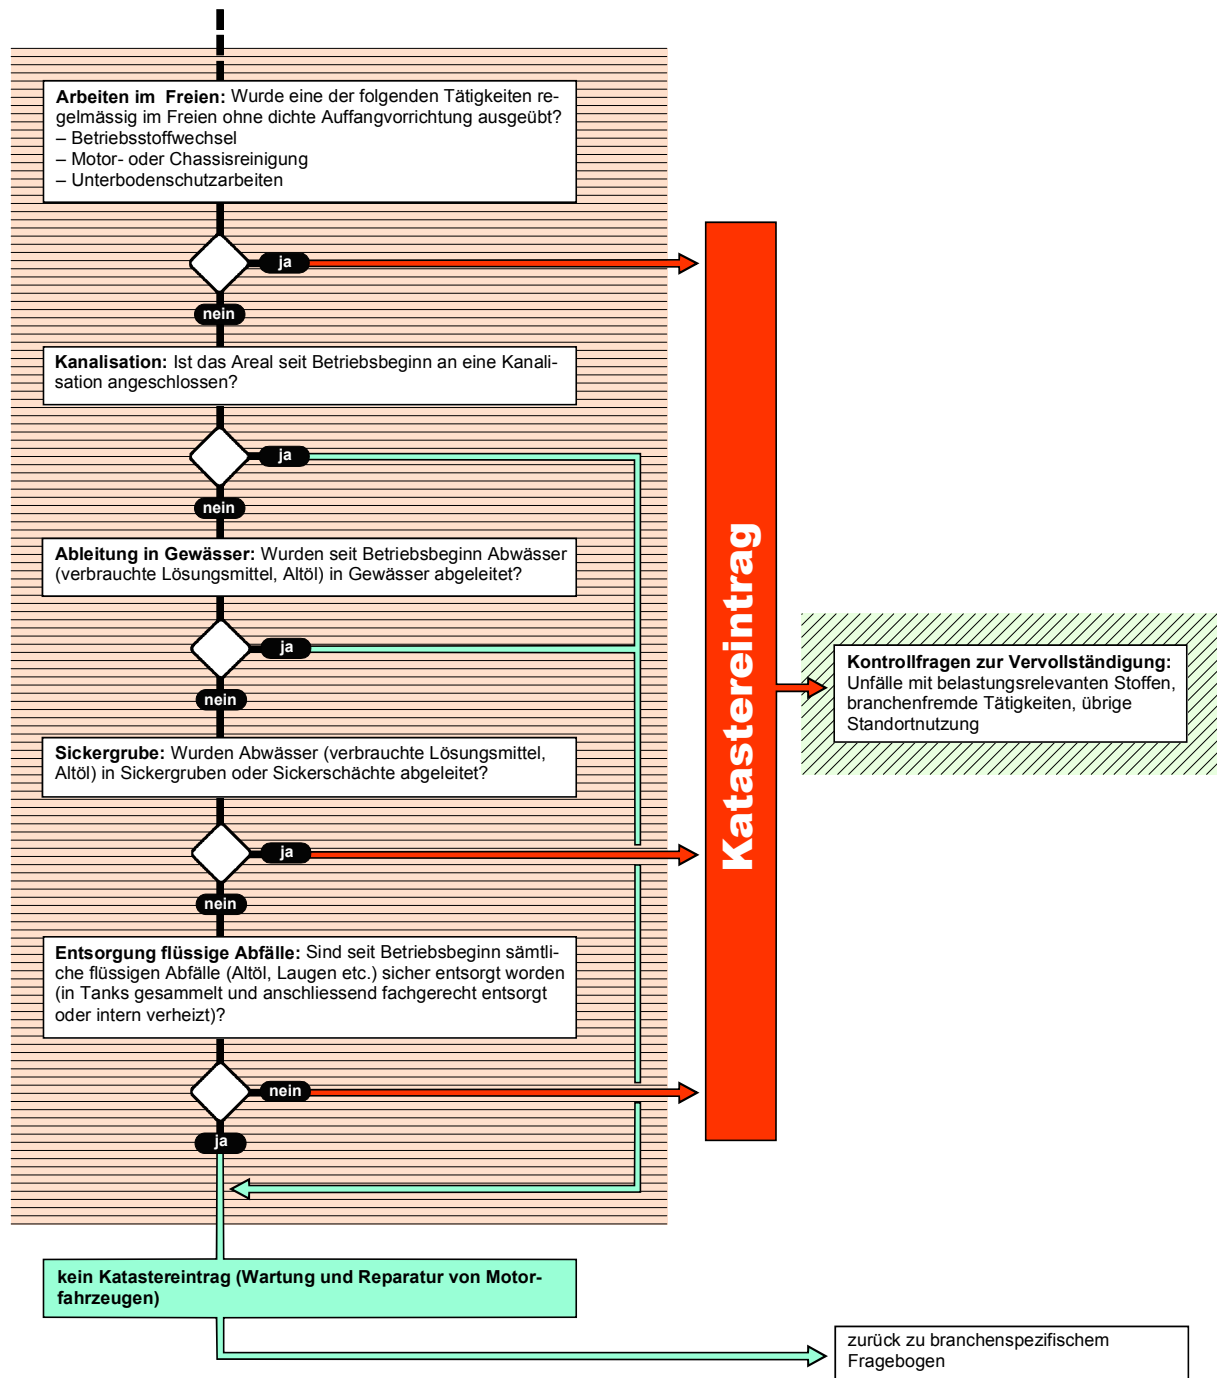 Arbeiten im Freien: Wurde eine der folgenden Tätigkeiten re-
gelmässig im Freien ohne dichte Auffangvorrichtung ausgeübt?
– Betriebsstoffwechsel
– Motor- oder Chassisreinigung
– Unterbodenschutzarbeiten
ja
nein
Kanalisation: Ist das Areal seit Betriebsbeginn an eine Kanali-
sation angeschlossen?
ja
nein
Ableitung in Gewässer: Wurden seit Betriebsbeginn Abwässer
(verbrauchte Lösungsmittel, Altöl) in Gewässer abgeleitet?
ja
nein
Sickergrube: Wurden Abwässer (verbrauchte Lösungsmittel,
Altöl) in Sickergruben oder Sickerschächte abgeleitet?
ja
nein
Entsorgung flüssige Abfälle: Sind seit Betriebsbeginn sämtli-
che flüssigen Abfälle (Altöl, Laugen etc.) sicher entsorgt worden
(in Tanks gesammelt und anschliessend fachgerecht entsorgt
oder intern verheizt)?
nein
ja
Katastereintrag
Kontrollfragen zur Vervollständigung:
Unfälle mit belastungsrelevanten Stoffen,
branchenfremde Tätigkeiten, übrige
Standortnutzung
kein Katastereintrag (Wartung und Reparatur von Motor-
fahrzeugen)
zurück zu branchenspezifischem
Fragebogen